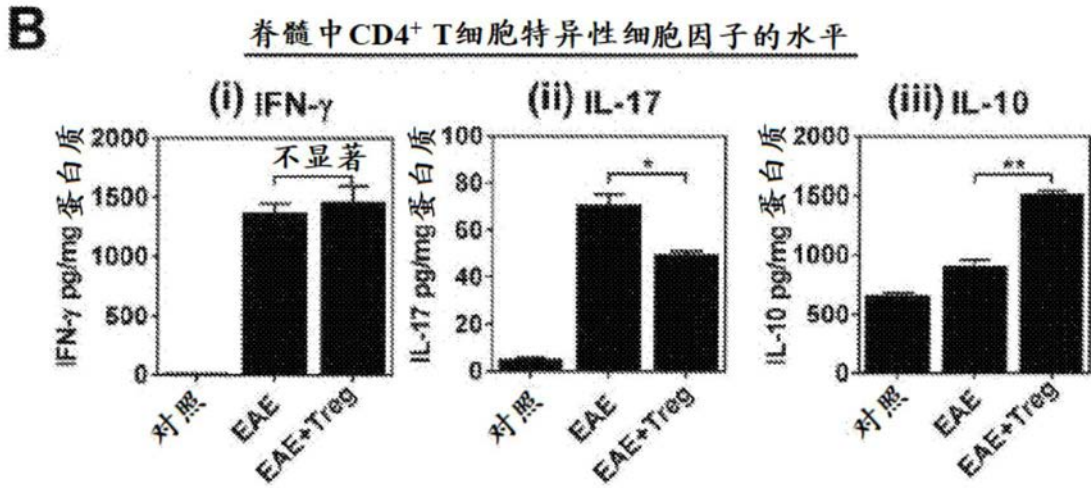 B
脊髓中CD4⁺ T细胞特异性细胞因子的水平
(i) IFN-γ
IFN-γ pg/mg 蛋白质
2000
1500
1000
500
0
不显著
对照
EAE
EAE+Treg
(ii) IL-17
IL-17 pg/mg 蛋白质
100
80
60
40
20
0
*
对照
EAE
EAE+Treg
(iii) IL-10
IL-10 pg/mg 蛋白质
2000
1500
1000
500
0
**
对照
EAE
EAE+Treg